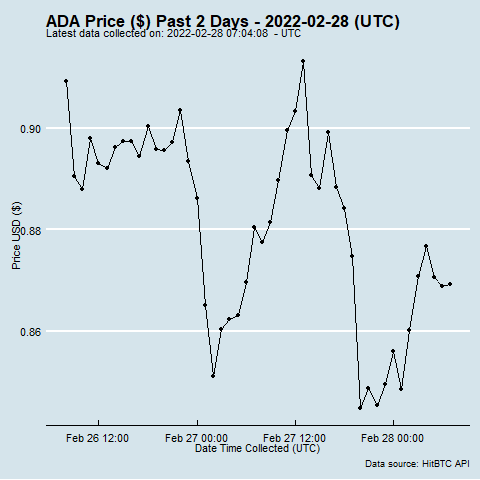 ADA Price ($) Past 2 Days - 2022-02-28 (UTC)
Latest data collected on: 2022-02-28 07:04:08 - UTC
0.90
0.88
0.86
Price USD ($)
Feb 26 12:00 Feb 27 00:00 Feb 27 12:00 Feb 28 00:00
Date Time Collected (UTC)
Data source: HitBTC API